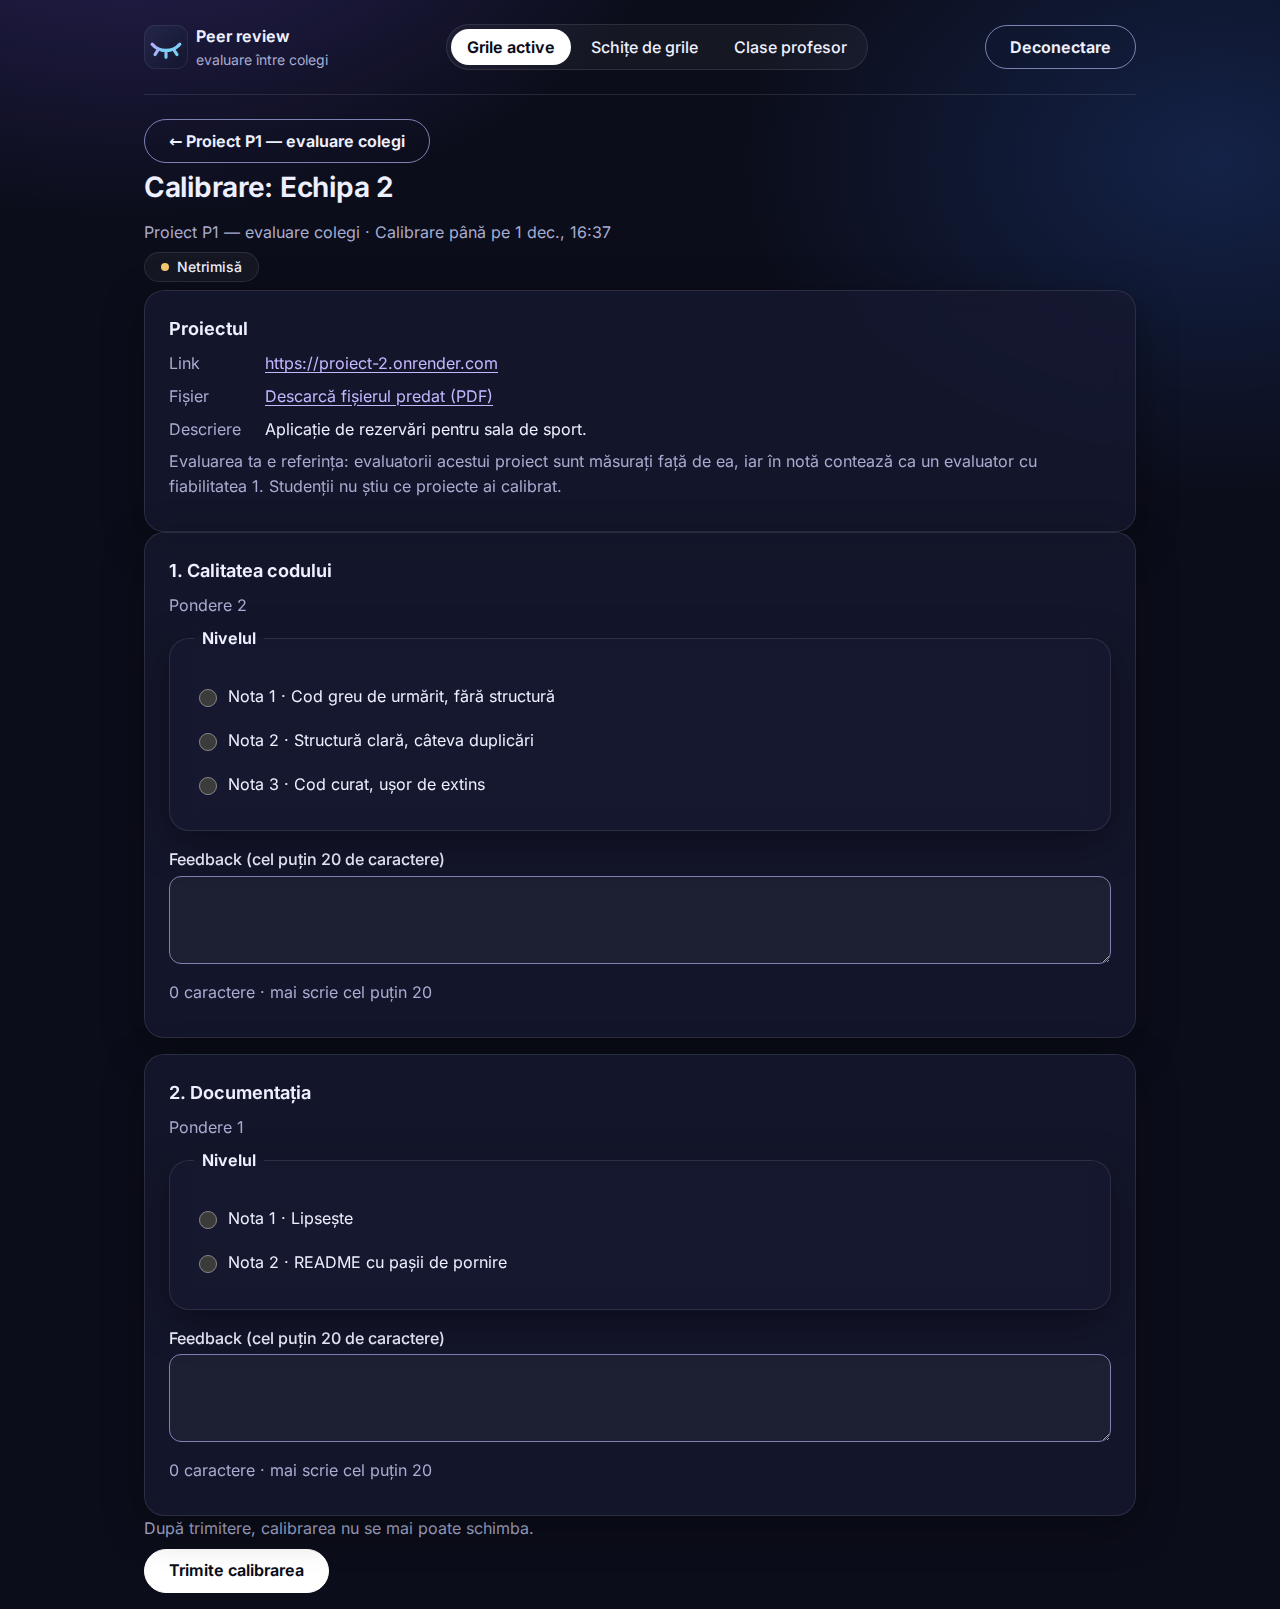 Peer review
evaluare între colegi
Grile active
Schițe de grile
Clase profesor
Deconectare
← Proiect P1 — evaluare colegi
Calibrare: Echipa 2
Proiect P1 — evaluare colegi · Calibrare până pe 1 dec., 16:37
Netrimisă
Proiectul
Link https://proiect-2.onrender.com
Fișier Descarcă fișierul predat (PDF)
Descriere Aplicație de rezervări pentru sala de sport.
Evaluarea ta e referința: evaluatorii acestui proiect sunt măsurați față de ea, iar în notă contează ca un evaluator cu
fiabilitatea 1. Studenții nu știu ce proiecte ai calibrat.
1. Calitatea codului
Pondere 2
Nivelul
Nota 1 · Cod greu de urmărit, fără structură
Nota 2 · Structură clară, câteva duplicări
Nota 3 · Cod curat, ușor de extins
Feedback (cel puțin 20 de caractere)
0 caractere · mai scrie cel puțin 20
2. Documentația
Pondere 1
Nivelul
Nota 1 · Lipsește
Nota 2 · README cu pașii de pornire
Feedback (cel puțin 20 de caractere)
0 caractere · mai scrie cel puțin 20
După trimitere, calibrarea nu se mai poate schimba.
Trimite calibrarea